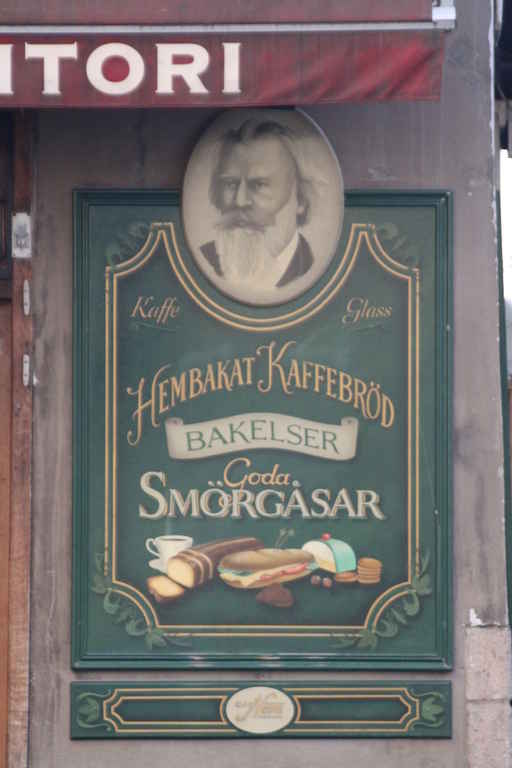 ITORI
Kaffe
Glass
HEMBAKAT KAFFEBRÖD
BAKELSER
Goda
SMÖRGÅSAR